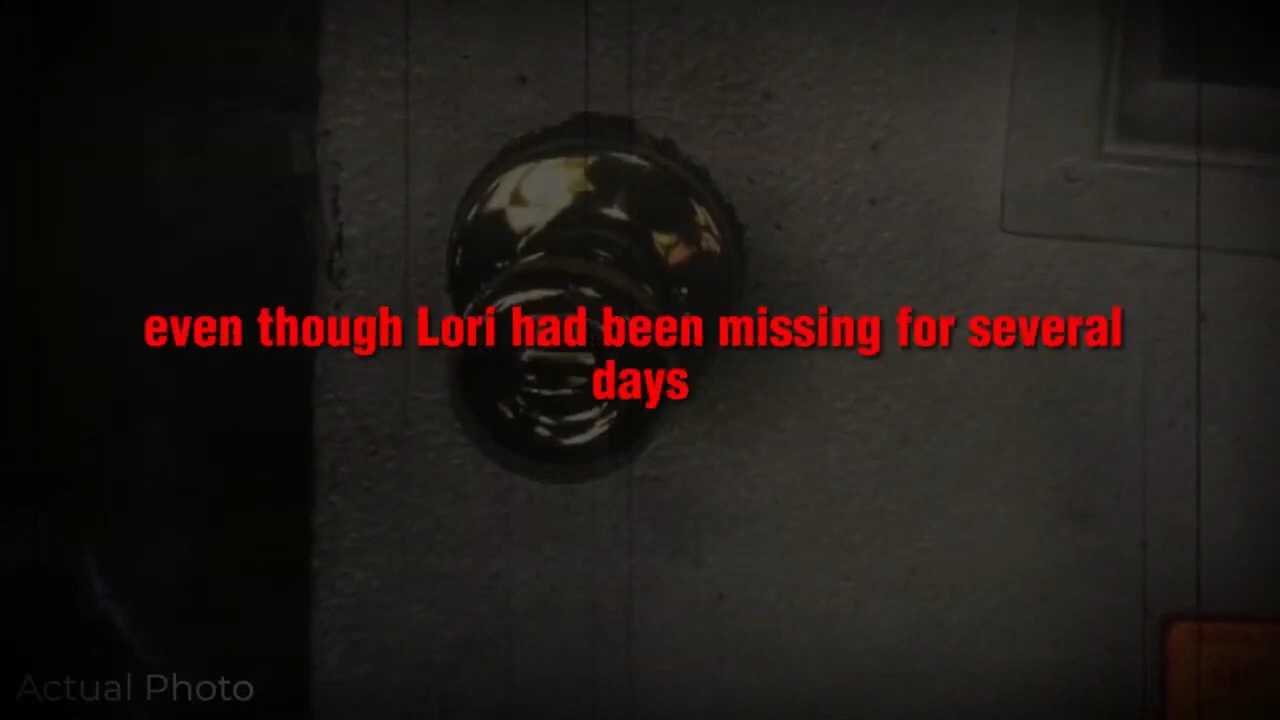 even though Lori had been missing for several
days
Actual Photo